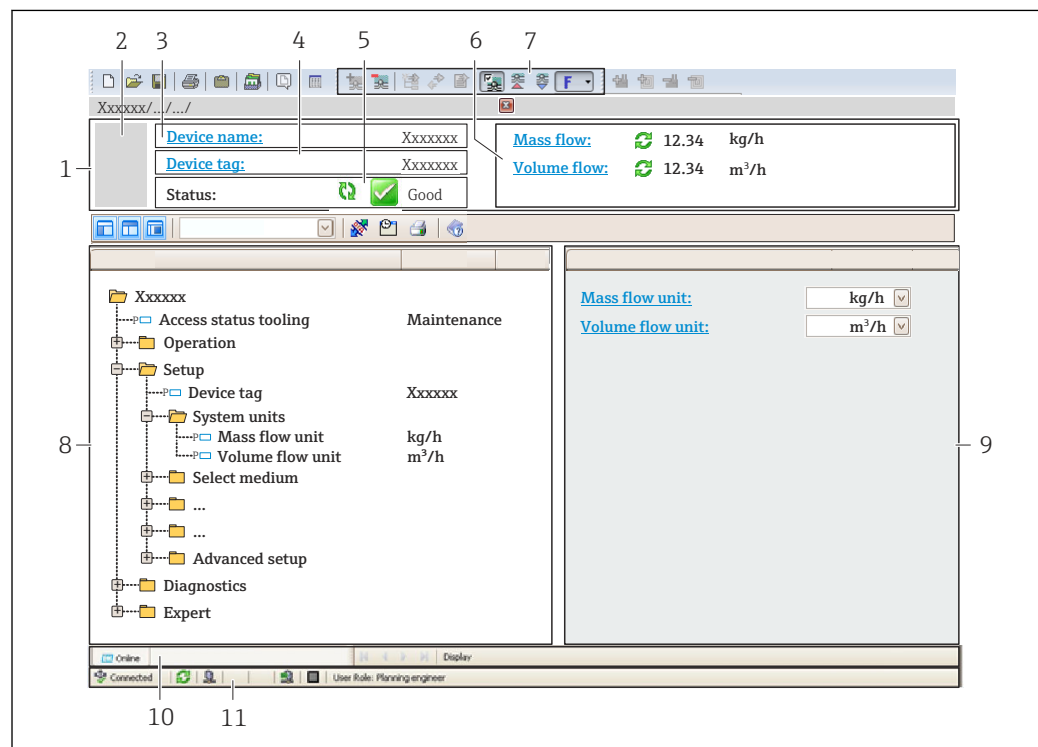 2 3 4 5 6 7
F
Xxxxxx/.../.../
1
Device name: Xxxxxxx
Device tag: Xxxxxxx
Status: Good
Mass flow: 12.34 kg/h
Volume flow: 12.34 m³/h
Xxxxxx
P Access status tooling Maintenance
Operation
Setup
P Device tag Xxxxxx
System units
P Mass flow unit kg/h
P Volume flow unit m³/h
Select medium
...
...
Advanced setup
Diagnostics
Expert
8
Mass flow unit: kg/h
Volume flow unit: m³/h
9
Online Display
Connected User Role: Planning engineer
10 11